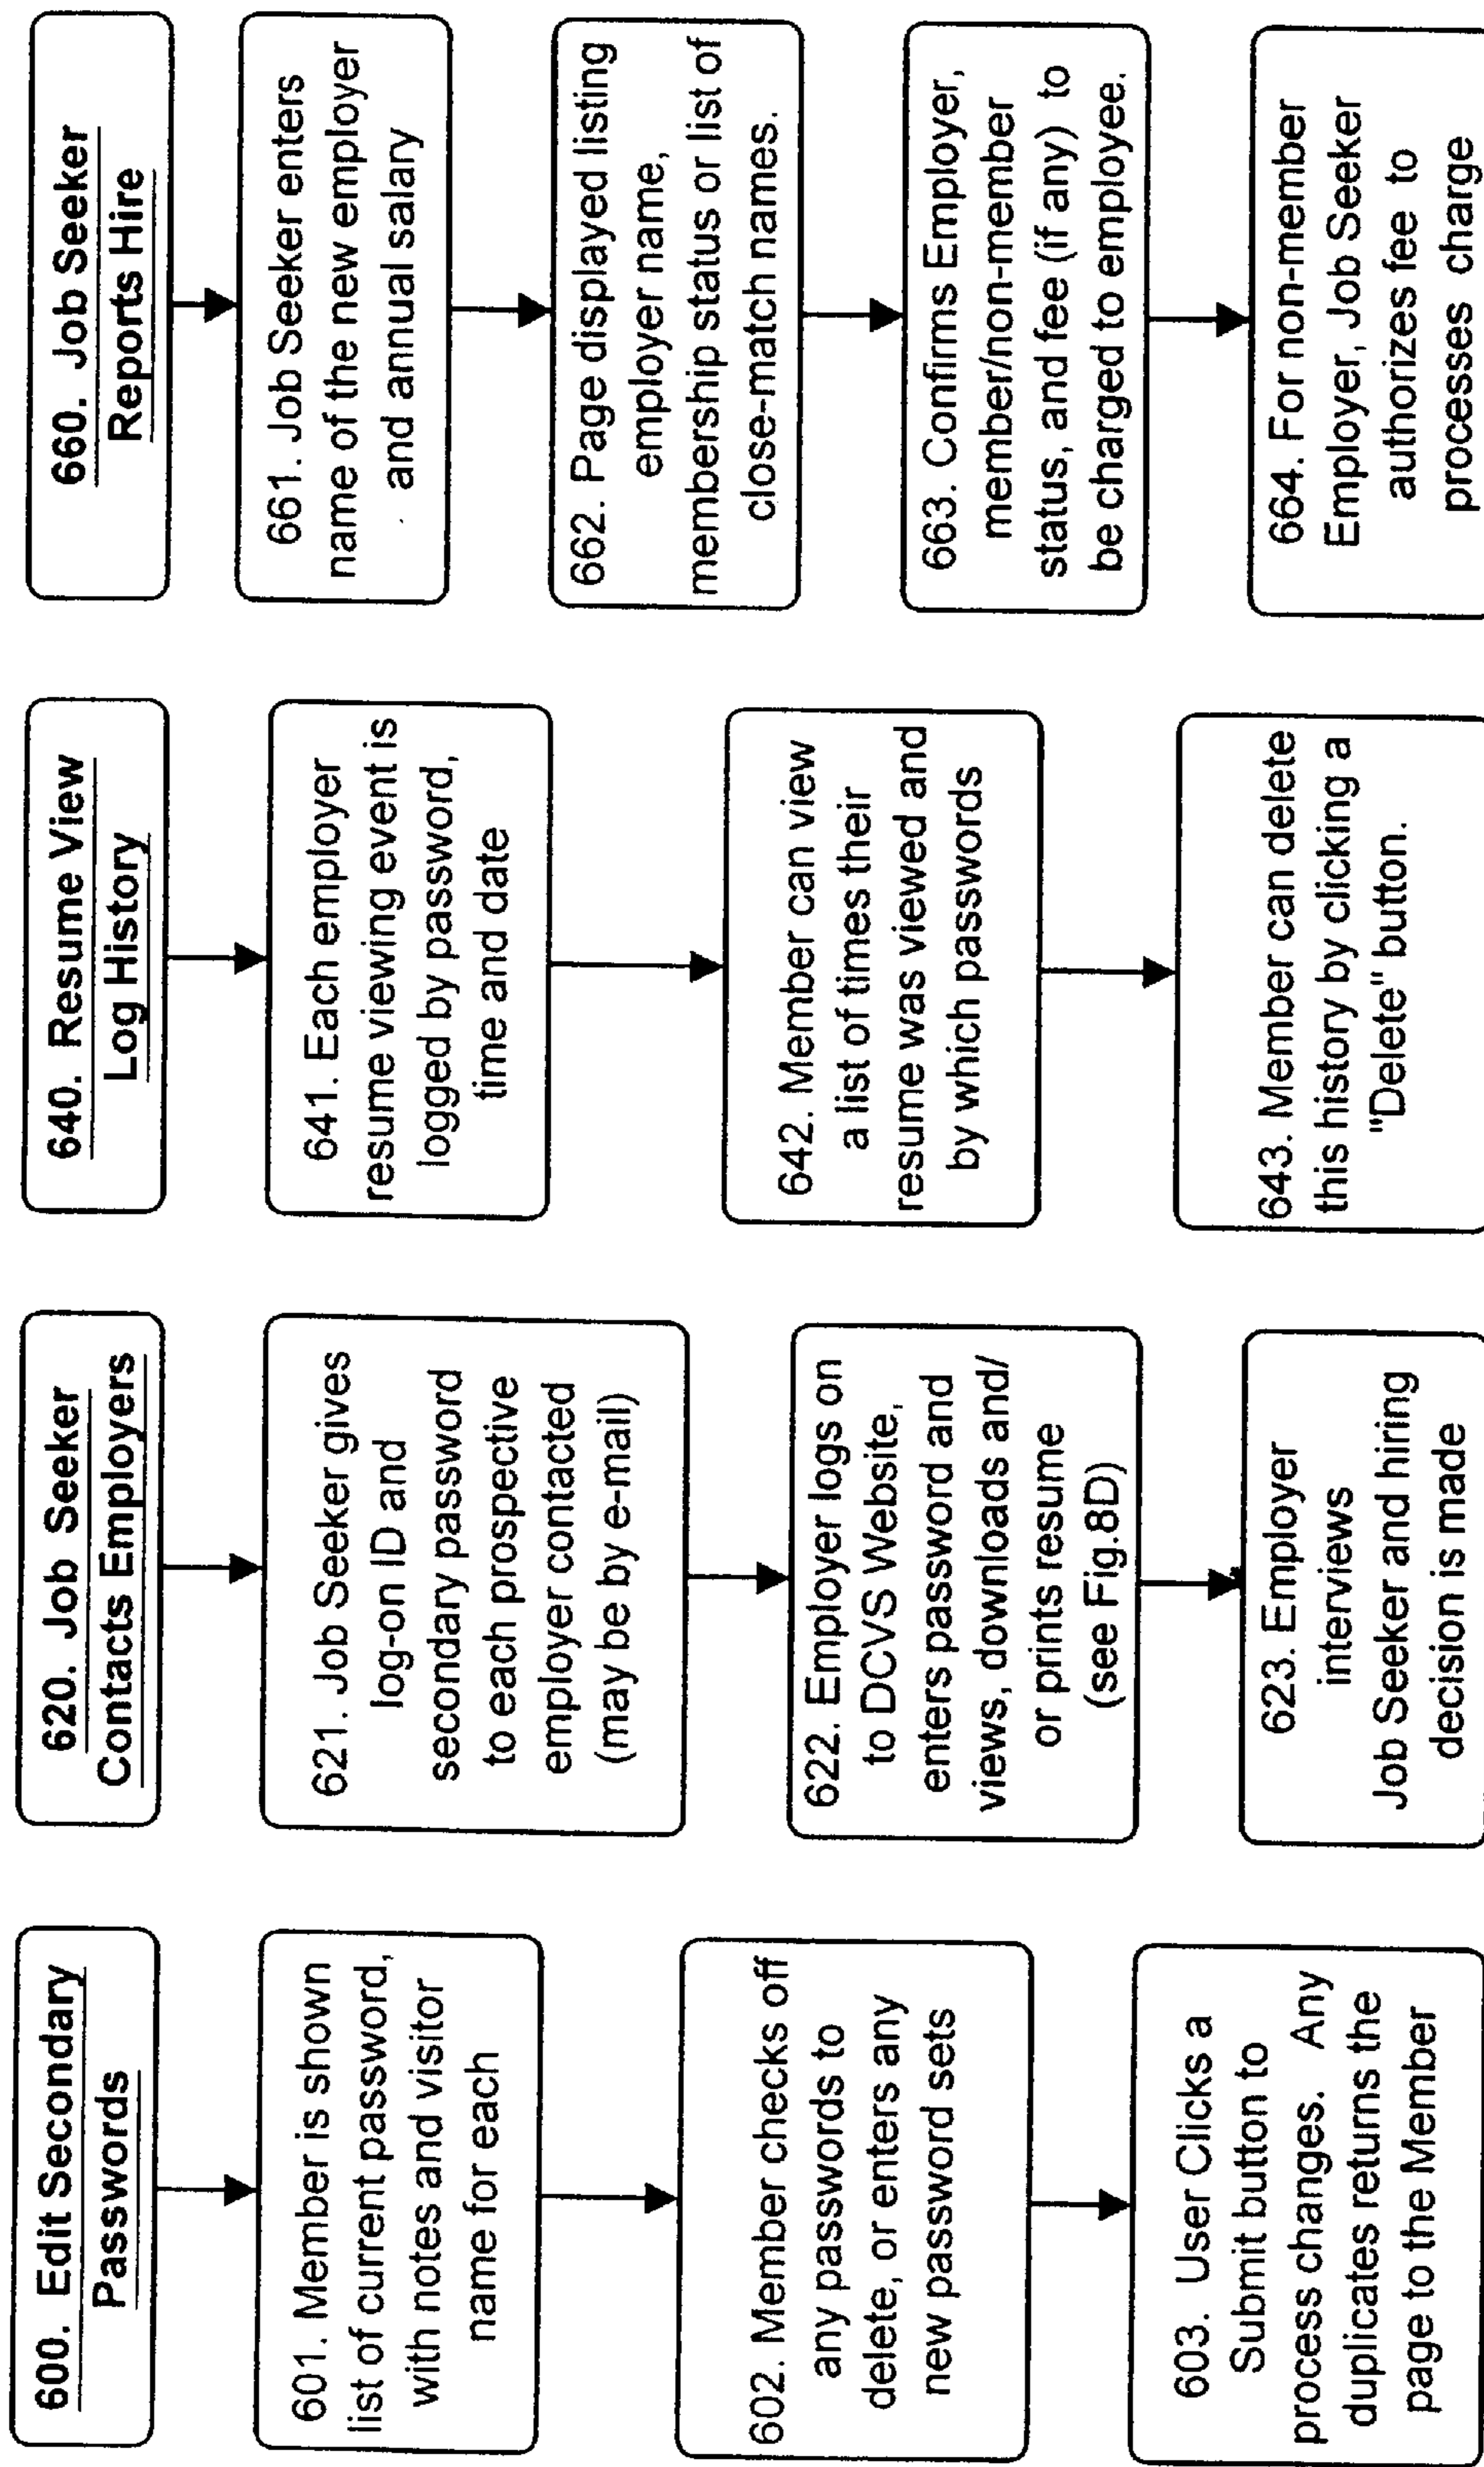 600. Edit Secondary
Passwords
601. Member is shown
list of current password,
with notes and visitor
name for each
602. Member checks off
any passwords to
delete, or enters any
new password sets
603. User Clicks a
Submit button to
process changes. Any
duplicates returns the
page to the Member
620. Job Seeker
Contacts Employers
621. Job Seeker gives
log-on ID and
secondary password
to each prospective
employer contacted
(may be by e-mail)
622. Employer logs on
to DCVS Website,
enters password and
views, downloads and/
or prints resume
(see Fig.8D)
623. Employer
interviews
Job Seeker and hiring
decision is made
640. Resume View
Log History
641. Each employer
resume viewing event is
logged by password,
time and date
642. Member can view
a list of times their
resume was viewed and
by which passwords
643. Member can delete
this history by clicking a
"Delete" button.
660. Job Seeker
Reports Hire
661. Job Seeker enters
name of the new employer
and annual salary
662. Page displayed listing
employer name,
membership status or list of
close-match names.
663. Confirms Employer,
member/non-member
status, and fee (if any) to
be charged to employee.
664. For non-member
Employer, Job Seeker
authorizes fee to
processes charge